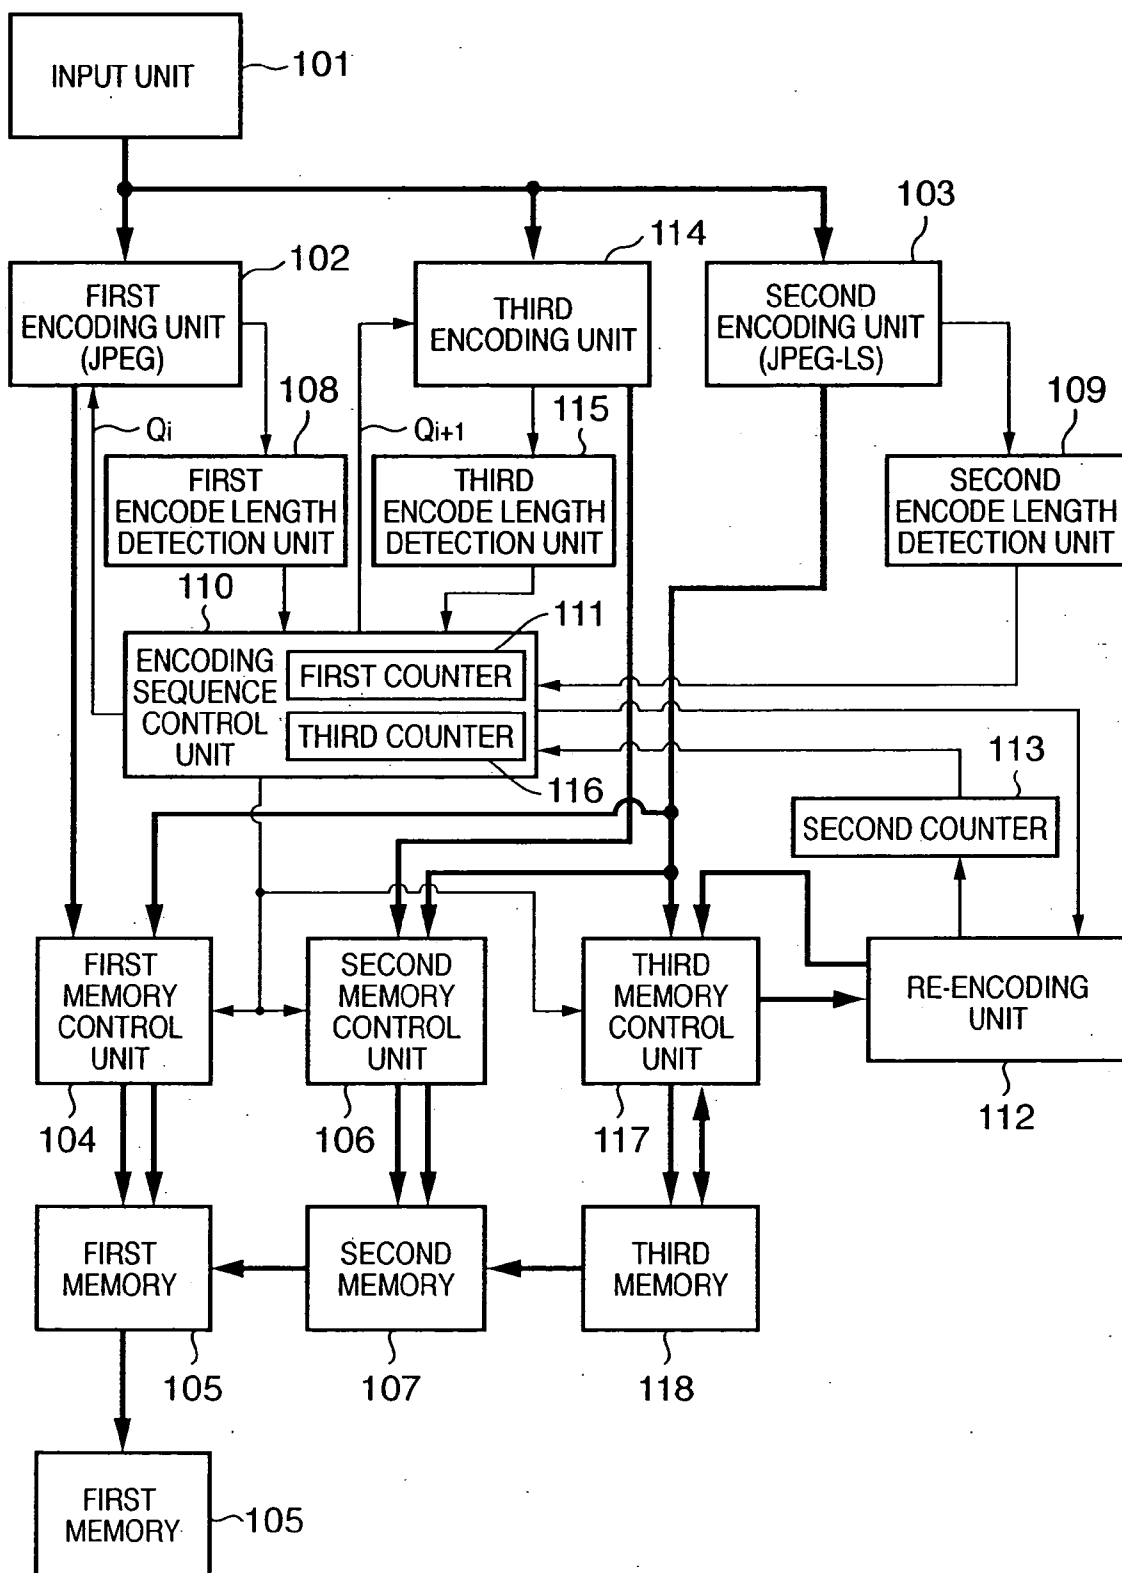 INPUT UNIT
101
103
114
102
FIRST
ENCODING UNIT
(JPEG)
THIRD
ENCODING UNIT
SECOND
ENCODING UNIT
(JPEG-LS)
108
115
109
Qi
Qi+1
FIRST
ENCODE LENGTH
DETECTION UNIT
THIRD
ENCODE LENGTH
DETECTION UNIT
SECOND
ENCODE LENGTH
DETECTION UNIT
110
111
ENCODING
SEQUENCE
CONTROL
UNIT
FIRST COUNTER
THIRD COUNTER
116
113
SECOND COUNTER
FIRST
MEMORY
CONTROL
UNIT
SECOND
MEMORY
CONTROL
UNIT
THIRD
MEMORY
CONTROL
UNIT
RE-ENCODING
UNIT
104
106
117
112
FIRST
MEMORY
SECOND
MEMORY
THIRD
MEMORY
105
107
118
FIRST
MEMORY
105